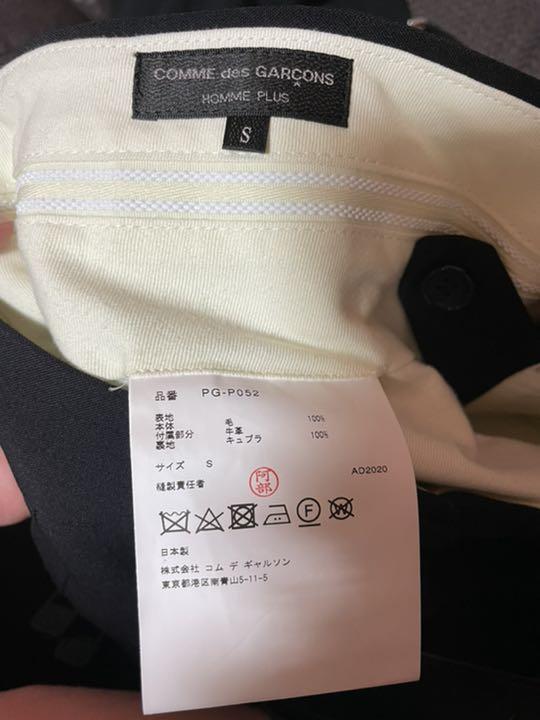 COMME des GARÇONS
HOMME PLUS
S
品番 PG-P052
表地
本体 毛 100%
付属部分 牛革
裏地 キュプラ 100%
サイズ S
縫製責任者 阿部 AD2020
F
W
日本製
株式会社 コム デ ギャルソン
東京都港区南青山5-11-5